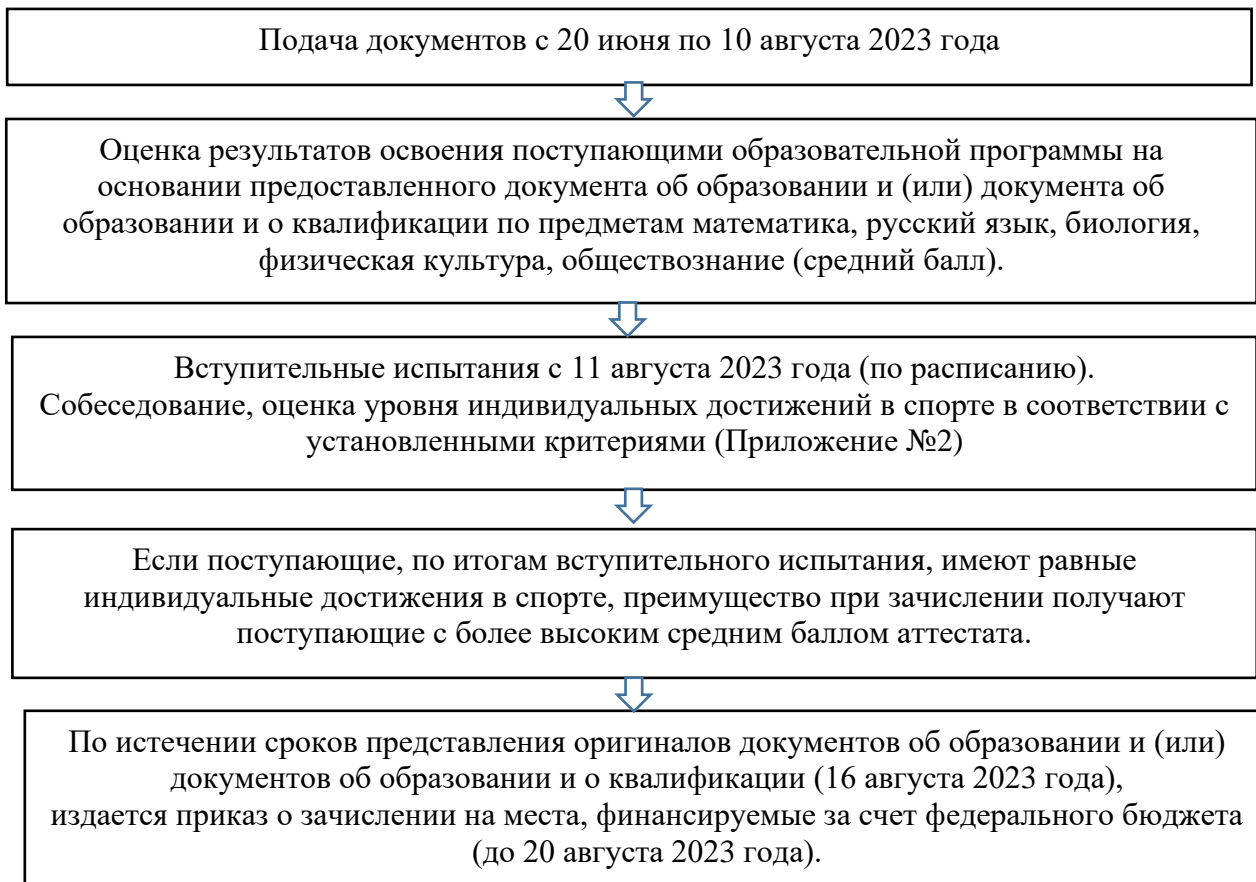 Подача документов с 20 июня по 10 августа 2023 года
Оценка результатов освоения поступающими образовательной программы на
основании предоставленного документа об образовании и (или) документа об
образовании и о квалификации по предметам математика, русский язык, биология,
физическая культура, обществознание (средний балл).
Вступительные испытания с 11 августа 2023 года (по расписанию).
Собеседование, оценка уровня индивидуальных достижений в спорте в соответствии с
установленными критериями (Приложение №2)
Если поступающие, по итогам вступительного испытания, имеют равные
индивидуальные достижения в спорте, преимущество при зачислении получают
поступающие с более высоким средним баллом аттестата.
По истечении сроков представления оригиналов документов об образовании и (или)
документов об образовании и о квалификации (16 августа 2023 года),
издается приказ о зачислении на места, финансируемые за счет федерального бюджета
(до 20 августа 2023 года).